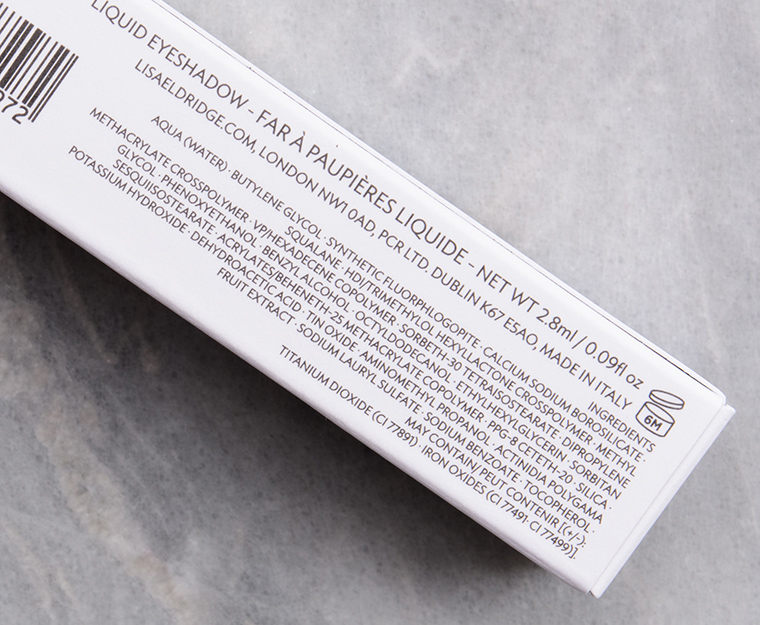 LIQUID EYESHADOW - FAR À PAUPIÈRES LIQUIDE - NET WT 2.8ml / 0.09fl oz
LISAELDRIDGE.COM, LONDON NW1 0AD, PCR LTD. DUBLIN K67 E5AO, MADE IN ITALY
6M
INGREDIENTS
AQUA (WATER) · BUTYLENE GLYCOL · SYNTHETIC FLUORPHLOGOPITE · CALCIUM SODIUM BOROSILICATE ·
SQUALANE · HDI/TRIMETHYLOL HEXYLLACTONE CROSSPOLYMER · METHYL
METHACRYLATE CROSSPOLYMER · VP/HEXADECENE COPOLYMER · SORBETH-30 TETRAISOSTEARATE · DIPROPYLENE
GLYCOL · PHENOXYETHANOL · BENZYL ALCOHOL · OCTYLDODECANOL · ETHYLHEXYLGLYCERIN · SORBITAN
SESQUIISOSTEARATE · ACRYLATES/BEHENETH-25 METHACRYLATE COPOLYMER · PPG-8 CETETH-20 · SILICA ·
POTASSIUM HYDROXIDE · DEHYDROACETIC ACID · TIN OXIDE · AMINOMETHYL PROPANOL · ACTINIDIA POLYGAMA
FRUIT EXTRACT · SODIUM LAURYL SULFATE · SODIUM BENZOATE · TOCOPHEROL ·
MAY CONTAIN/PEUT CONTENIR [(+/-):
TITANIUM DIOXIDE (CI 77891) · IRON OXIDES (CI 77491· CI 77499)].